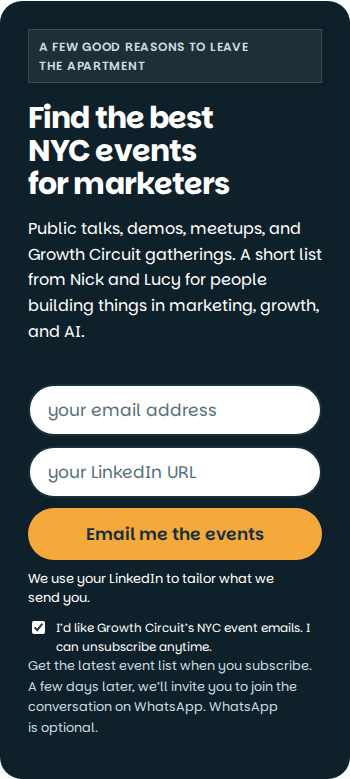 A FEW GOOD REASONS TO LEAVE
THE APARTMENT
Find the best
NYC events
for marketers
Public talks, demos, meetups, and
Growth Circuit gatherings. A short list
from Nick and Lucy for people
building things in marketing, growth,
and AI.
your email address
your LinkedIn URL
Email me the events
We use your LinkedIn to tailor what we
send you.
I'd like Growth Circuit's NYC event emails. I
can unsubscribe anytime.
Get the latest event list when you subscribe.
A few days later, we'll invite you to join the
conversation on WhatsApp. WhatsApp
is optional.